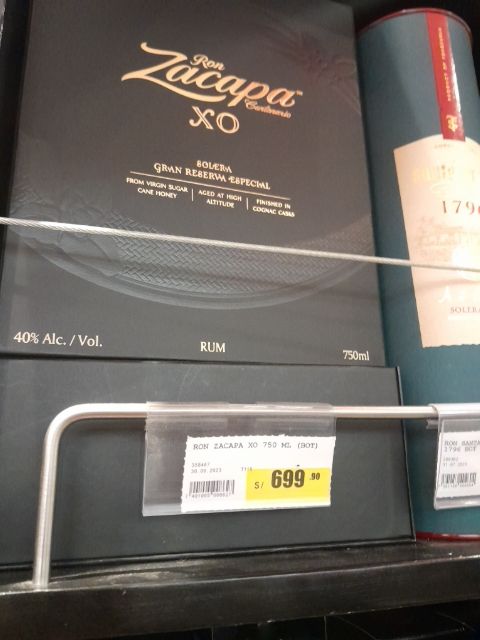 Ron
Zacapa
Centenario
XO
SOLERA
GRAN RESERVA ESPECIAL
FROM VIRGIN SUGAR
CANE HONEY
AGED AT HIGH
ALTITUDE
FINISHED IN
COGNAC CASKS
40% Alc. / Vol.
RUM
750ml
RON ZACAPA XO 750 ML (BOT)
S/ 699.90
179
SOLERA
RON SANT
1796 BOT